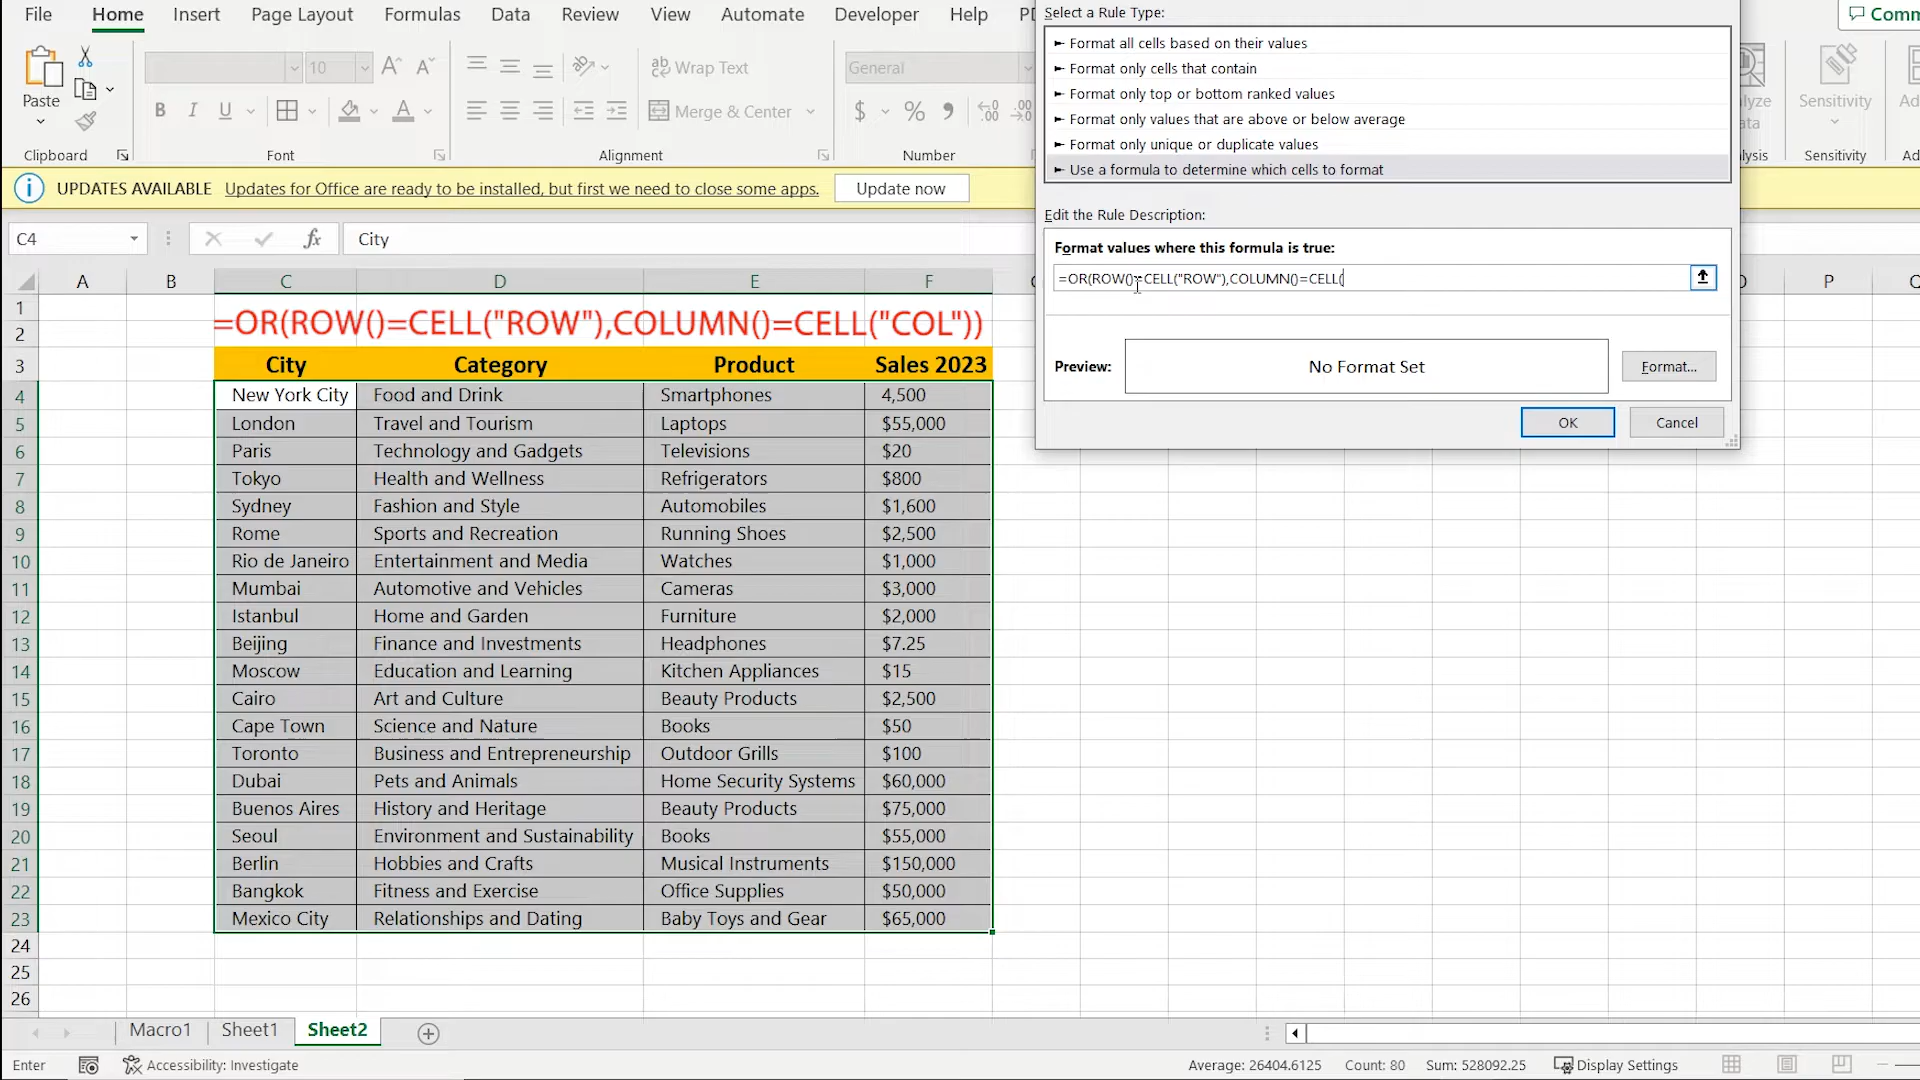 File Home Insert Page Layout Formulas Data Review View Automate Developer Help
Select a Rule Type:
► Format all cells based on their values
► Format only cells that contain
► Format only top or bottom ranked values
► Format only values that are above or below average
► Format only unique or duplicate values
► Use a formula to determine which cells to format
Paste
10
ab Wrap Text
General
B I U
Merge & Center
$ %
Sensitivity
Clipboard Font Alignment Number Sensitivity
UPDATES AVAILABLE Updates for Office are ready to be installed, but first we need to close some apps. Update now
Edit the Rule Description:
Format values where this formula is true:
=OR(ROW()=CELL("ROW"),COLUMN()=CELL(
Preview: No Format Set Format...
OK Cancel
C4 fx City
A B C D E F P
1
=OR(ROW()=CELL("ROW"),COLUMN()=CELL("COL"))
2
3 City Category Product Sales 2023
4 New York City Food and Drink Smartphones 4,500
5 London Travel and Tourism Laptops $55,000
6 Paris Technology and Gadgets Televisions $20
7 Tokyo Health and Wellness Refrigerators $800
8 Sydney Fashion and Style Automobiles $1,600
9 Rome Sports and Recreation Running Shoes $2,500
10 Rio de Janeiro Entertainment and Media Watches $1,000
11 Mumbai Automotive and Vehicles Cameras $3,000
12 Istanbul Home and Garden Furniture $2,000
13 Beijing Finance and Investments Headphones $7.25
14 Moscow Education and Learning Kitchen Appliances $15
15 Cairo Art and Culture Beauty Products $2,500
16 Cape Town Science and Nature Books $50
17 Toronto Business and Entrepreneurship Outdoor Grills $100
18 Dubai Pets and Animals Home Security Systems $60,000
19 Buenos Aires History and Heritage Beauty Products $75,000
20 Seoul Environment and Sustainability Books $55,000
21 Berlin Hobbies and Crafts Musical Instruments $150,000
22 Bangkok Fitness and Exercise Office Supplies $50,000
23 Mexico City Relationships and Dating Baby Toys and Gear $65,000
24
25
26
Macro1 Sheet1 Sheet2
Enter Accessibility: Investigate Average: 26404.6125 Count: 80 Sum: 528092.25 Display Settings